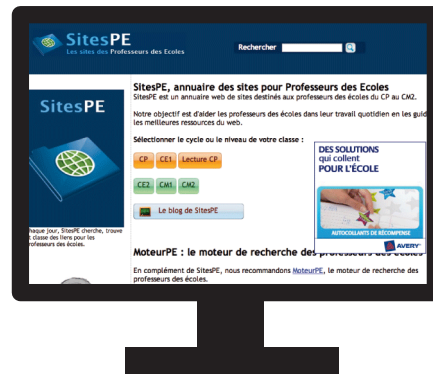 SitesPE
Les sites des Professeurs des Ecoles
Rechercher
SitesPE
haque jour, SitesPE cherche, trouve
t classe des liens pour les
rofesseurs des écoles.
SitesPE, annuaire des sites pour Professeurs des Ecoles
SitesPE est un annuaire web de sites destinés aux professeurs des écoles du CP au CM2.
Notre objectif est d'aider les professeurs des écoles dans leur travail quotidien en les guid
les meilleures ressources du web.
Sélectionner le cycle ou le niveau de votre classe :
CP CE1 Lecture CP
CE2 CM1 CM2
Le blog de SitesPE
DES SOLUTIONS
qui collent
POUR L'ÉCOLE
AUTOCOLLANTS DE RÉCOMPENSE
AVERY
MoteurPE : le moteur de recherche des professeurs des écoles
En complément de SitesPE, nous recommandons MoteurPE, le moteur de recherche des
professeurs des écoles.